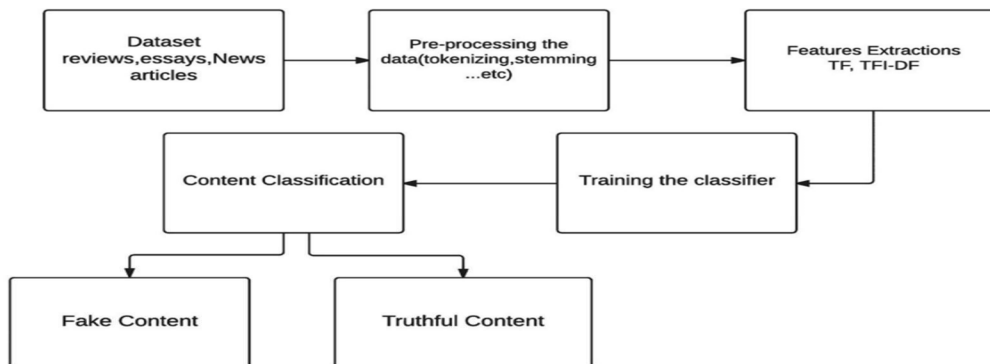 Dataset
reviews,essays,News
articles
Pre-processing the
data(tokenizing,stemming
...etc)
Features Extractions
TF, TFI-DF
Content Classification
Training the classifier
Fake Content
Truthful Content